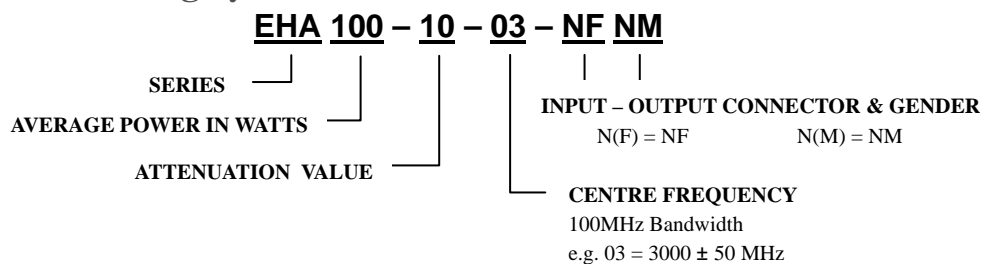 EHA 100 – 10 – 03 – NF NM
SERIES
INPUT – OUTPUT CONNECTOR & GENDER
AVERAGE POWER IN WATTS
N(F) = NF N(M) = NM
ATTENUATION VALUE
CENTRE FREQUENCY
100MHz Bandwidth
e.g. 03 = 3000 ± 50 MHz